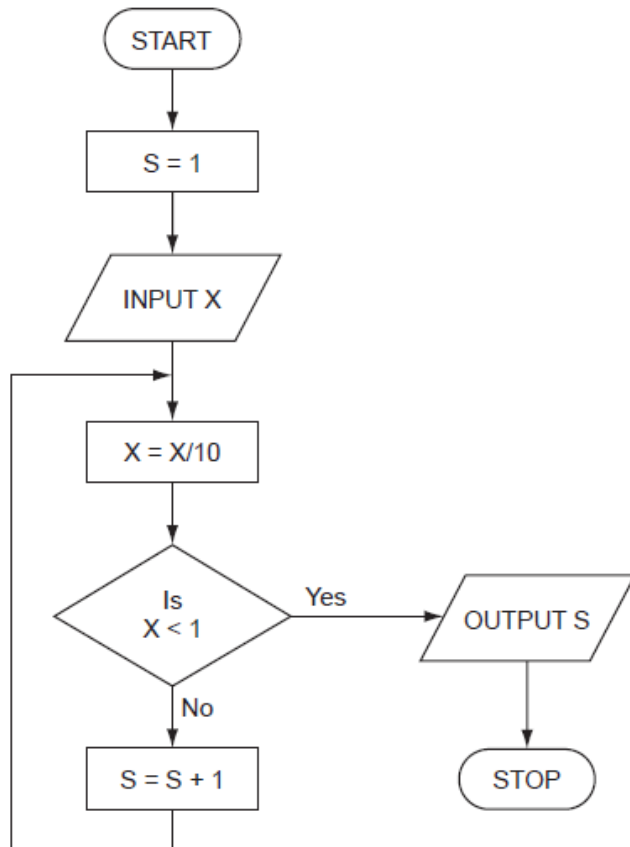 START
S = 1
INPUT X
X = X/10
Is
X < 1
Yes
OUTPUT S
No
S = S + 1
STOP